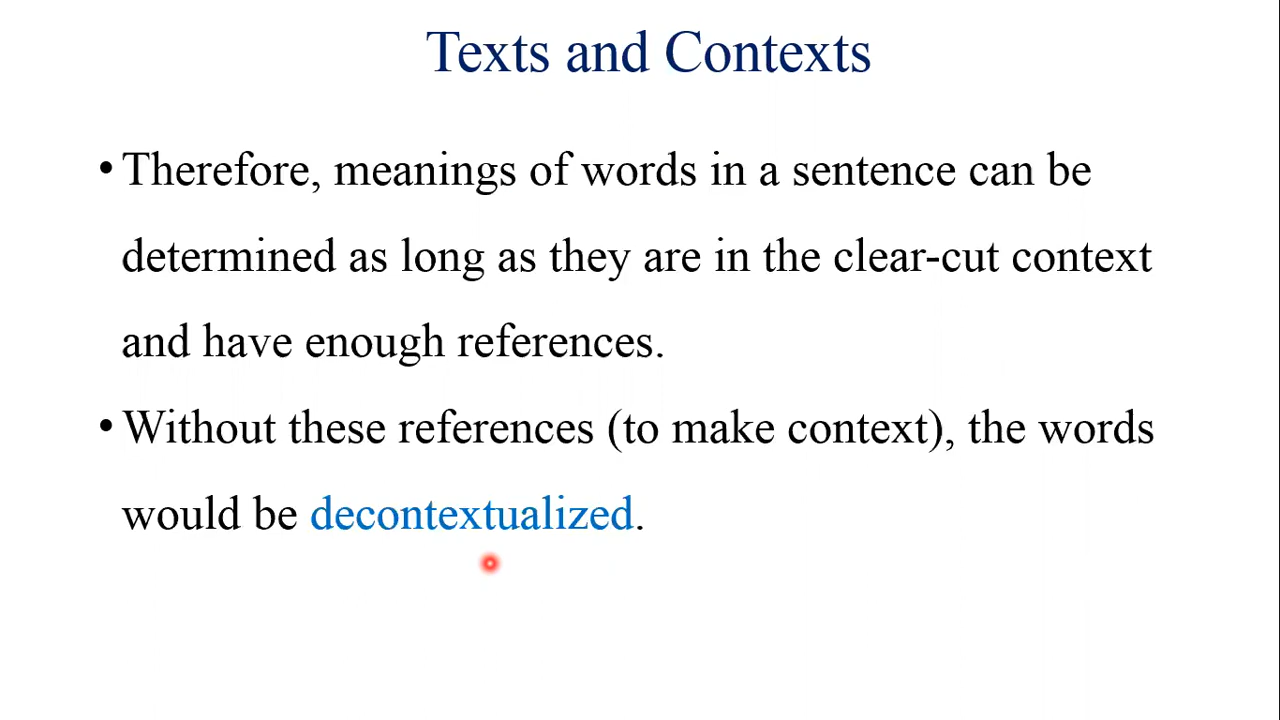 Texts and Contexts
• Therefore, meanings of words in a sentence can be
determined as long as they are in the clear-cut context
and have enough references.
• Without these references (to make context), the words
would be decontextualized.